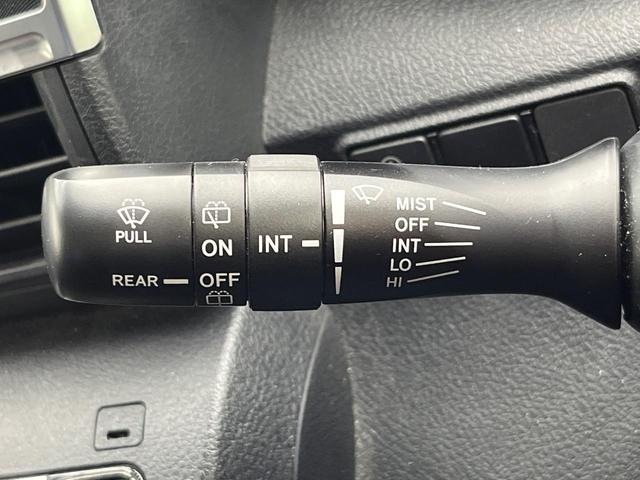 PULL
REAR
ON
OFF
INT
MIST
OFF
INT
LO
HI